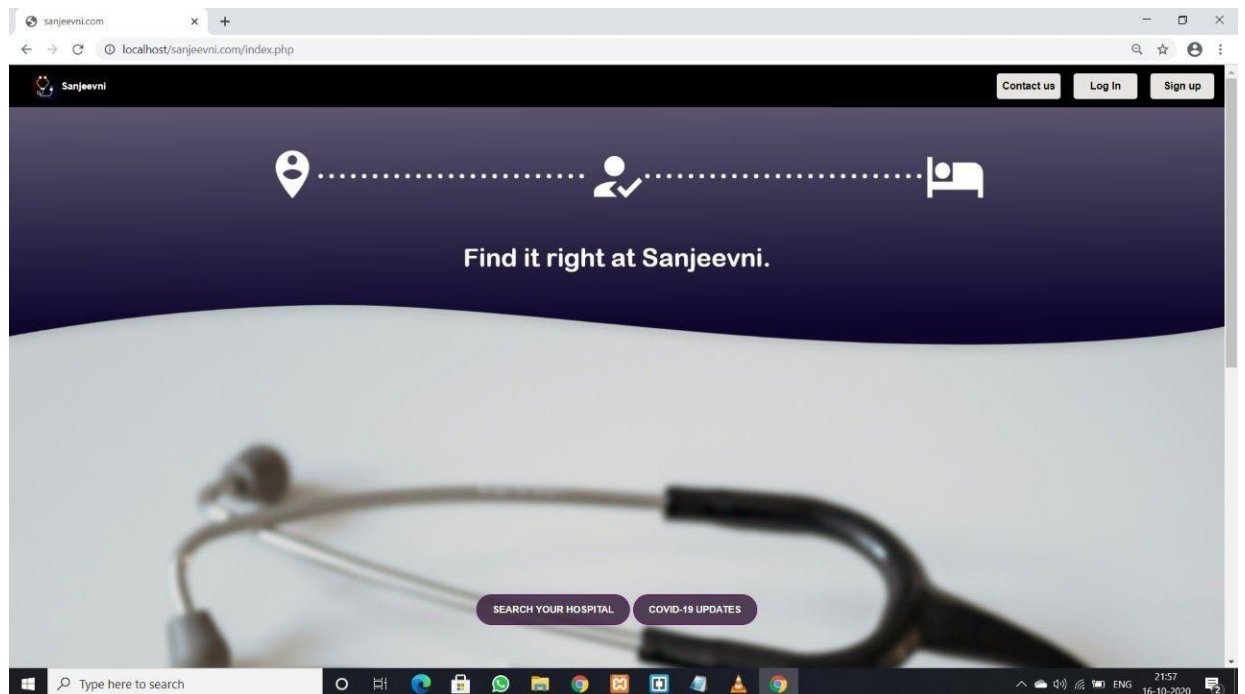 sanjeevni.com
localhost/sanjeevni.com/index.php
Sanjeevni
Contact us
Log In
Sign up
Find it right at Sanjeevni.
SEARCH YOUR HOSPITAL
COVID-19 UPDATES
Type here to search
ENG
21:57
16-10-2020